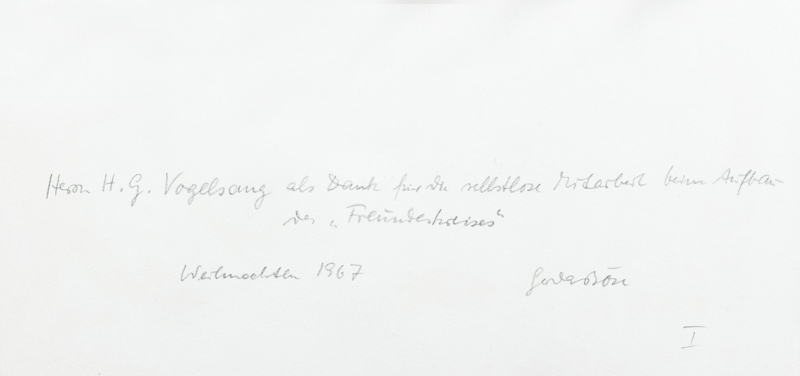 Herrn H. G. Vogelsang als Dank für die selbstlose Mitarbeit beim Aufbau
des „Freundeskreises"
Weihnachten 1967
I